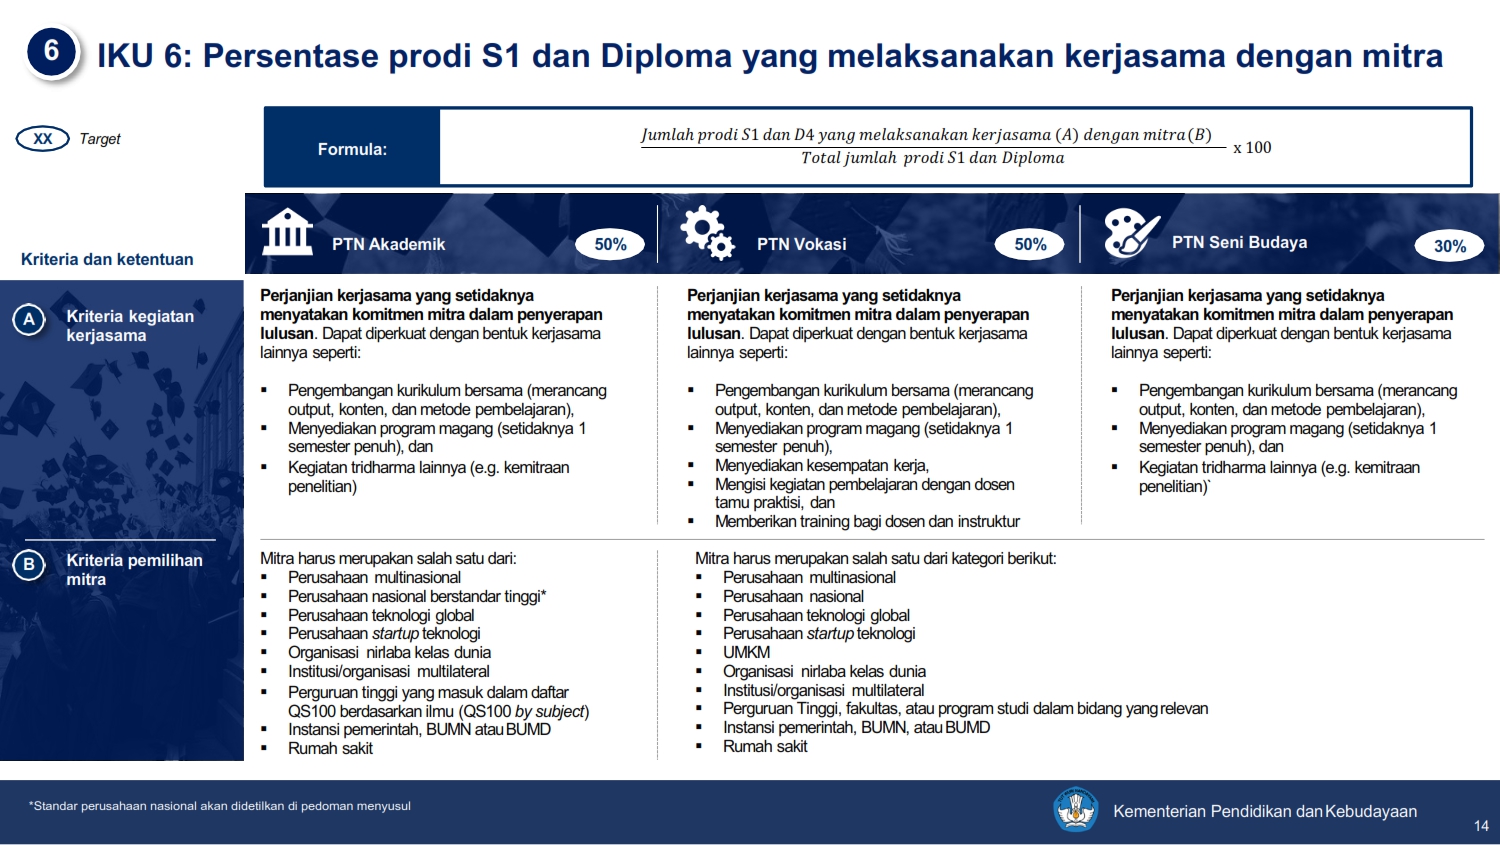 6
IKU 6: Persentase prodi S1 dan Diploma yang melaksanakan kerjasama dengan mitra
XX Target
Formula:
Jumlah prodi S1 dan D4 yang melaksanakan kerjasama (A) dengan mitra (B)
Total jumlah prodi S1 dan Diploma
x 100
Kriteria dan ketentuan
PTN Akademik 50%
PTN Vokasi 50%
PTN Seni Budaya 30%
A
Kriteria kegiatan
kerjasama
Perjanjian kerjasama yang setidaknya
menyatakan komitmen mitra dalam penyerapan
lulusan. Dapat diperkuat dengan bentuk kerjasama
lainnya seperti:
▪ Pengembangan kurikulum bersama (merancang
output, konten, dan metode pembelajaran),
▪ Menyediakan program magang (setidaknya 1
semester penuh), dan
▪ Kegiatan tridharma lainnya (e.g. kemitraan
penelitian)
Perjanjian kerjasama yang setidaknya
menyatakan komitmen mitra dalam penyerapan
lulusan. Dapat diperkuat dengan bentuk kerjasama
lainnya seperti:
▪ Pengembangan kurikulum bersama (merancang
output, konten, dan metode pembelajaran),
▪ Menyediakan program magang (setidaknya 1
semester penuh),
▪ Menyediakan kesempatan kerja,
▪ Mengisi kegiatan pembelajaran dengan dosen
tamu praktisi, dan
▪ Memberikan training bagi dosen dan instruktur
Perjanjian kerjasama yang setidaknya
menyatakan komitmen mitra dalam penyerapan
lulusan. Dapat diperkuat dengan bentuk kerjasama
lainnya seperti:
▪ Pengembangan kurikulum bersama (merancang
output, konten, dan metode pembelajaran),
▪ Menyediakan program magang (setidaknya 1
semester penuh), dan
▪ Kegiatan tridharma lainnya (e.g. kemitraan
penelitian)`
B
Kriteria pemilihan
mitra
Mitra harus merupakan salah satu dari:
▪ Perusahaan multinasional
▪ Perusahaan nasional berstandar tinggi*
▪ Perusahaan teknologi global
▪ Perusahaan startup teknologi
▪ Organisasi nirlaba kelas dunia
▪ Institusi/organisasi multilateral
▪ Perguruan tinggi yang masuk dalam daftar
QS100 berdasarkan ilmu (QS100 by subject)
▪ Instansi pemerintah, BUMN atau BUMD
▪ Rumah sakit
Mitra harus merupakan salah satu dari kategori berikut:
▪ Perusahaan multinasional
▪ Perusahaan nasional
▪ Perusahaan teknologi global
▪ Perusahaan startup teknologi
▪ UMKM
▪ Organisasi nirlaba kelas dunia
▪ Institusi/organisasi multilateral
▪ Perguruan Tinggi, fakultas, atau program studi dalam bidang yang relevan
▪ Instansi pemerintah, BUMN, atau BUMD
▪ Rumah sakit
*Standar perusahaan nasional akan didetilkan di pedoman menyusul
Kementerian Pendidikan dan Kebudayaan
14